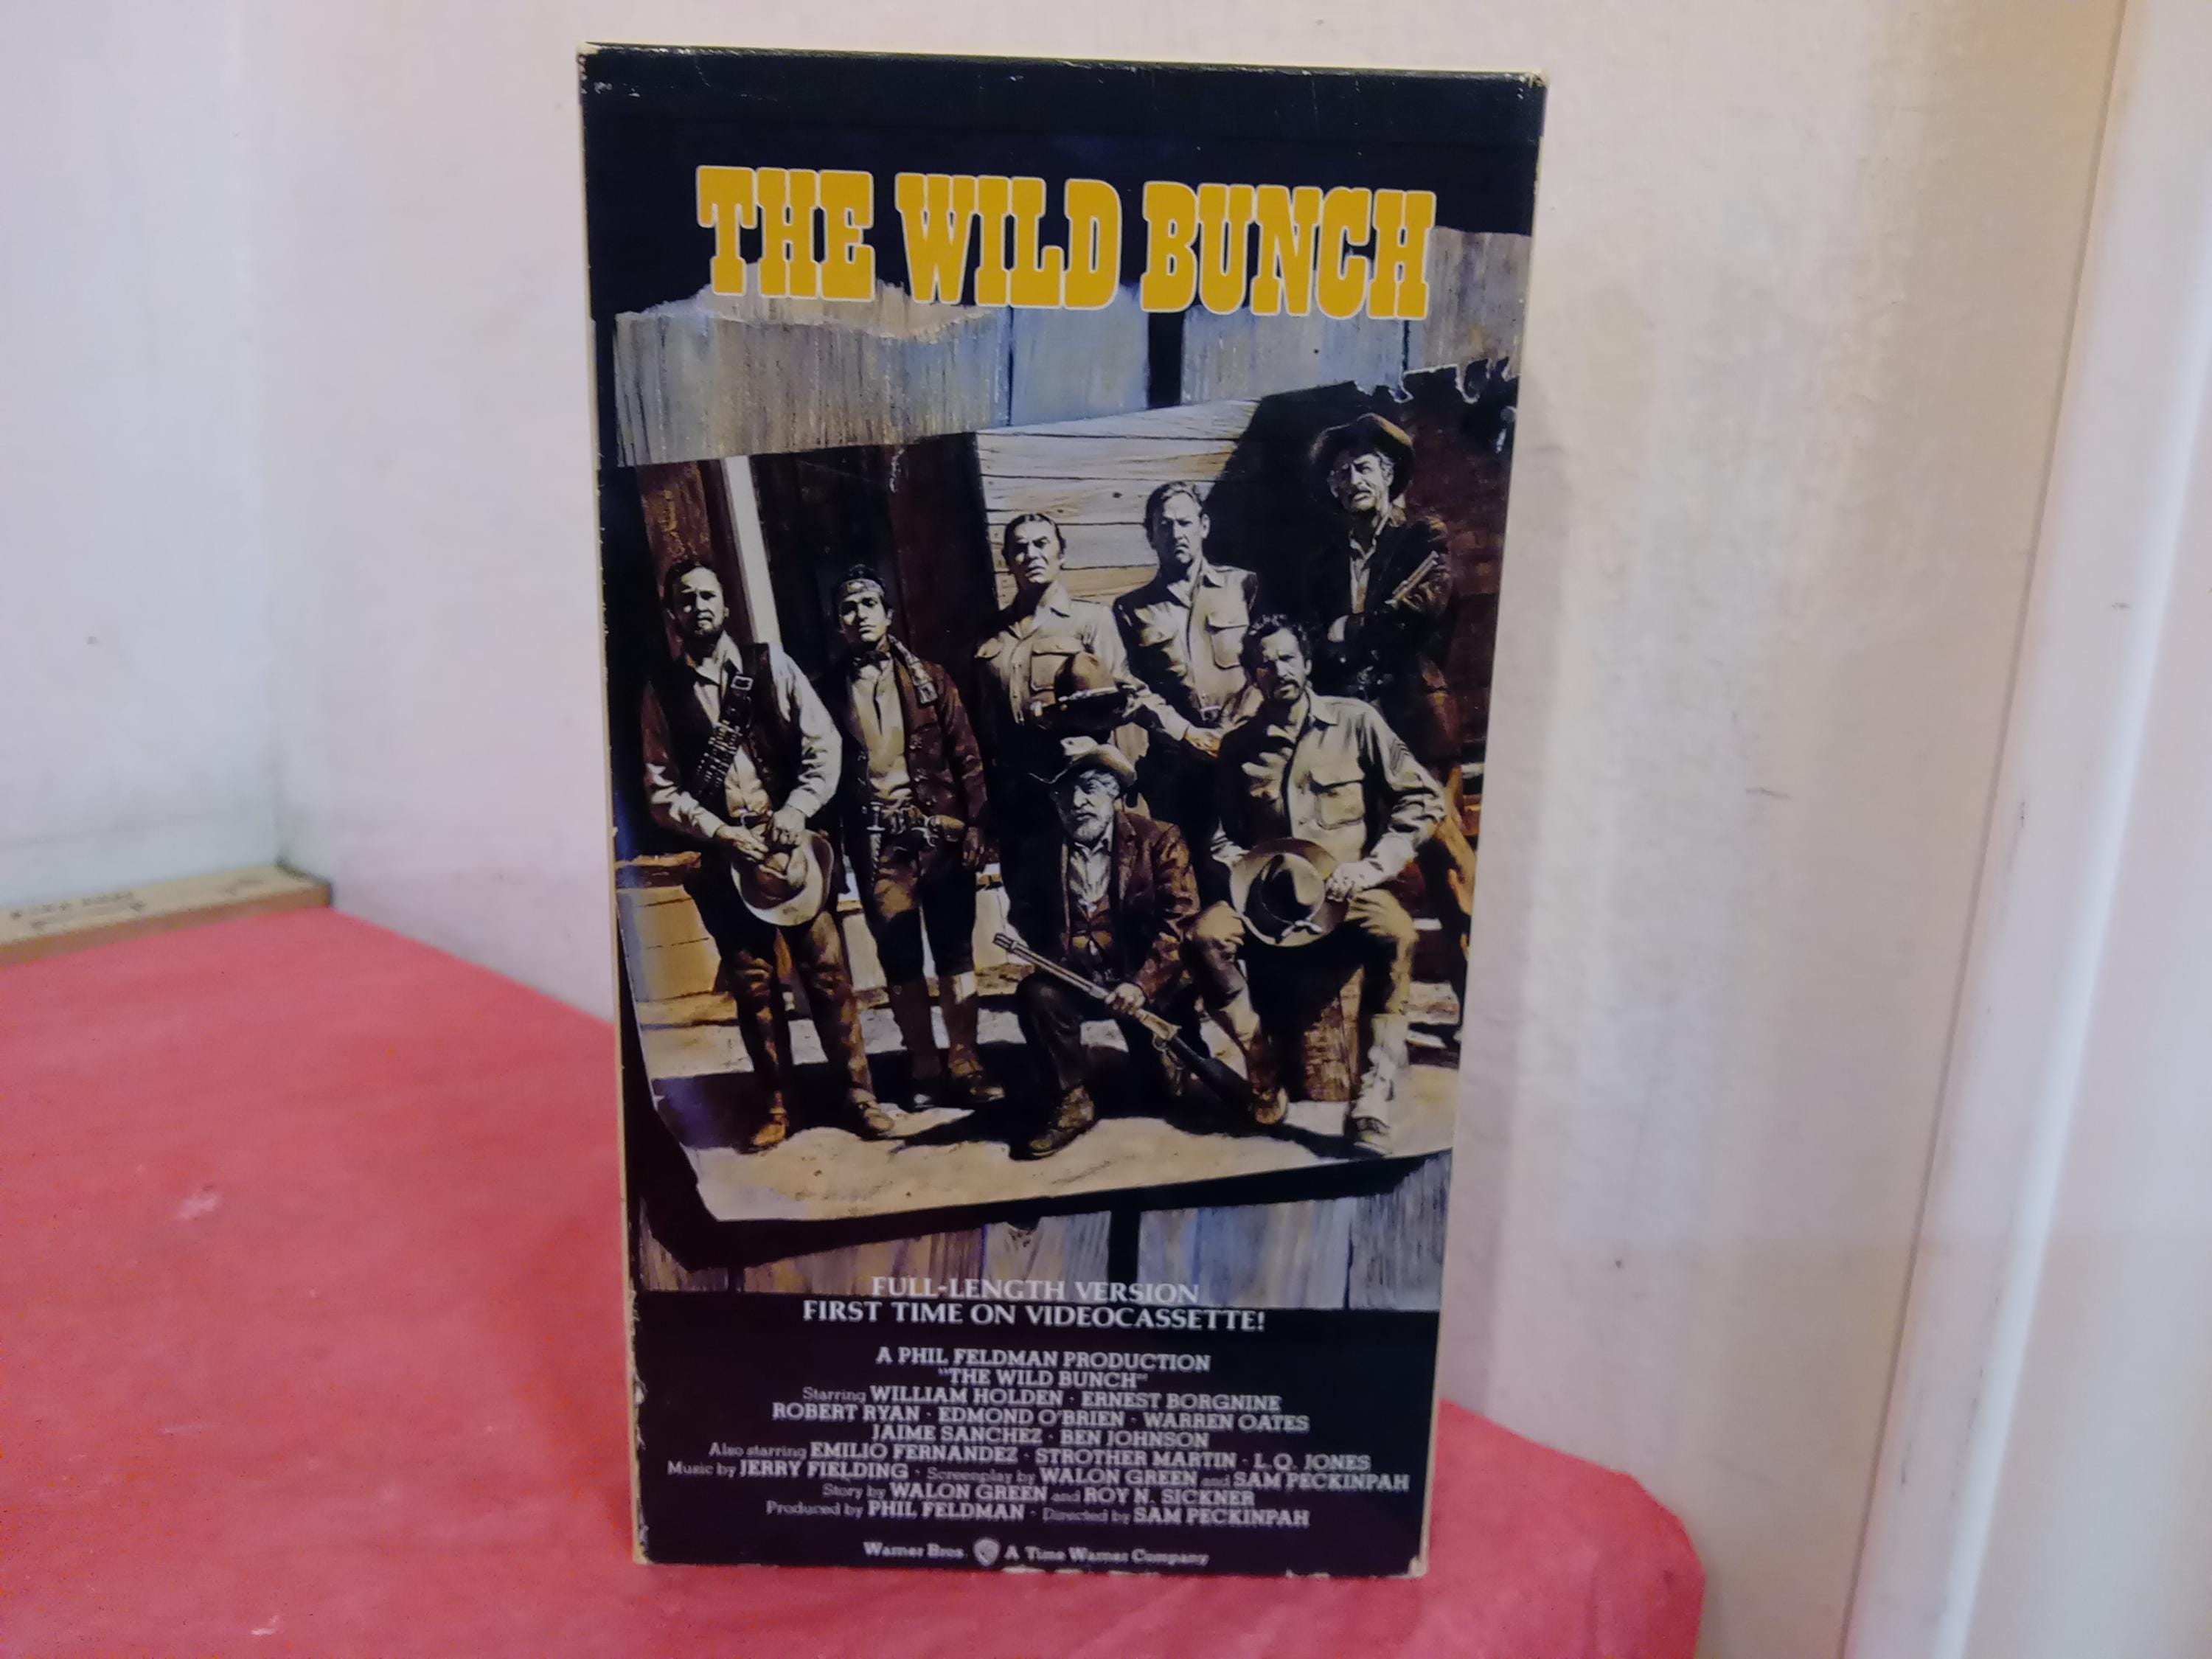 THE WILD BUNCH
FULL-LENGTH VERSION
FIRST TIME ON VIDEOCASSETTE!
A PHIL FELDMAN PRODUCTION
"THE WILD BUNCH"
Starring WILLIAM HOLDEN · ERNEST BORGNINE
ROBERT RYAN · EDMOND O'BRIEN · WARREN OATES
JAIME SANCHEZ · BEN JOHNSON
Also starring EMILIO FERNANDEZ · STROTHER MARTIN · L.Q. JONES
Music by JERRY FIELDING · Screenplay by WALON GREEN and SAM PECKINPAH
Story by WALON GREEN and ROY N. SICKNER
Produced by PHIL FELDMAN · Directed by SAM PECKINPAH
Warner Bros. A Time Warner Company